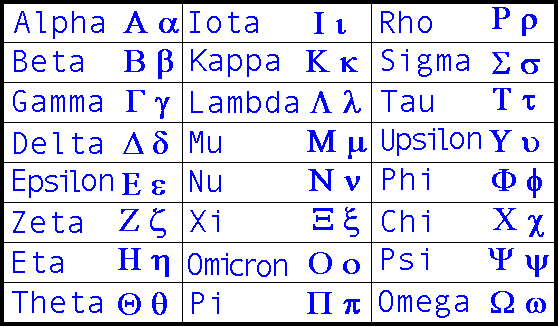 Alpha Α α Iota Ι ι Rho Ρ ρ
Beta Β β Kappa Κ κ Sigma Σ σ
Gamma Γ γ Lambda Λ λ Tau Τ τ
Delta Δ δ Mu Μ μ Upsilon Υ υ
Epsilon Ε ε Nu Ν ν Phi Φ ϕ
Zeta Ζ ζ Xi Ξ ξ Chi Χ χ
Eta Η η Omicron Ο ο Psi Ψ ψ
Theta Θ θ Pi Π π Omega Ω ω